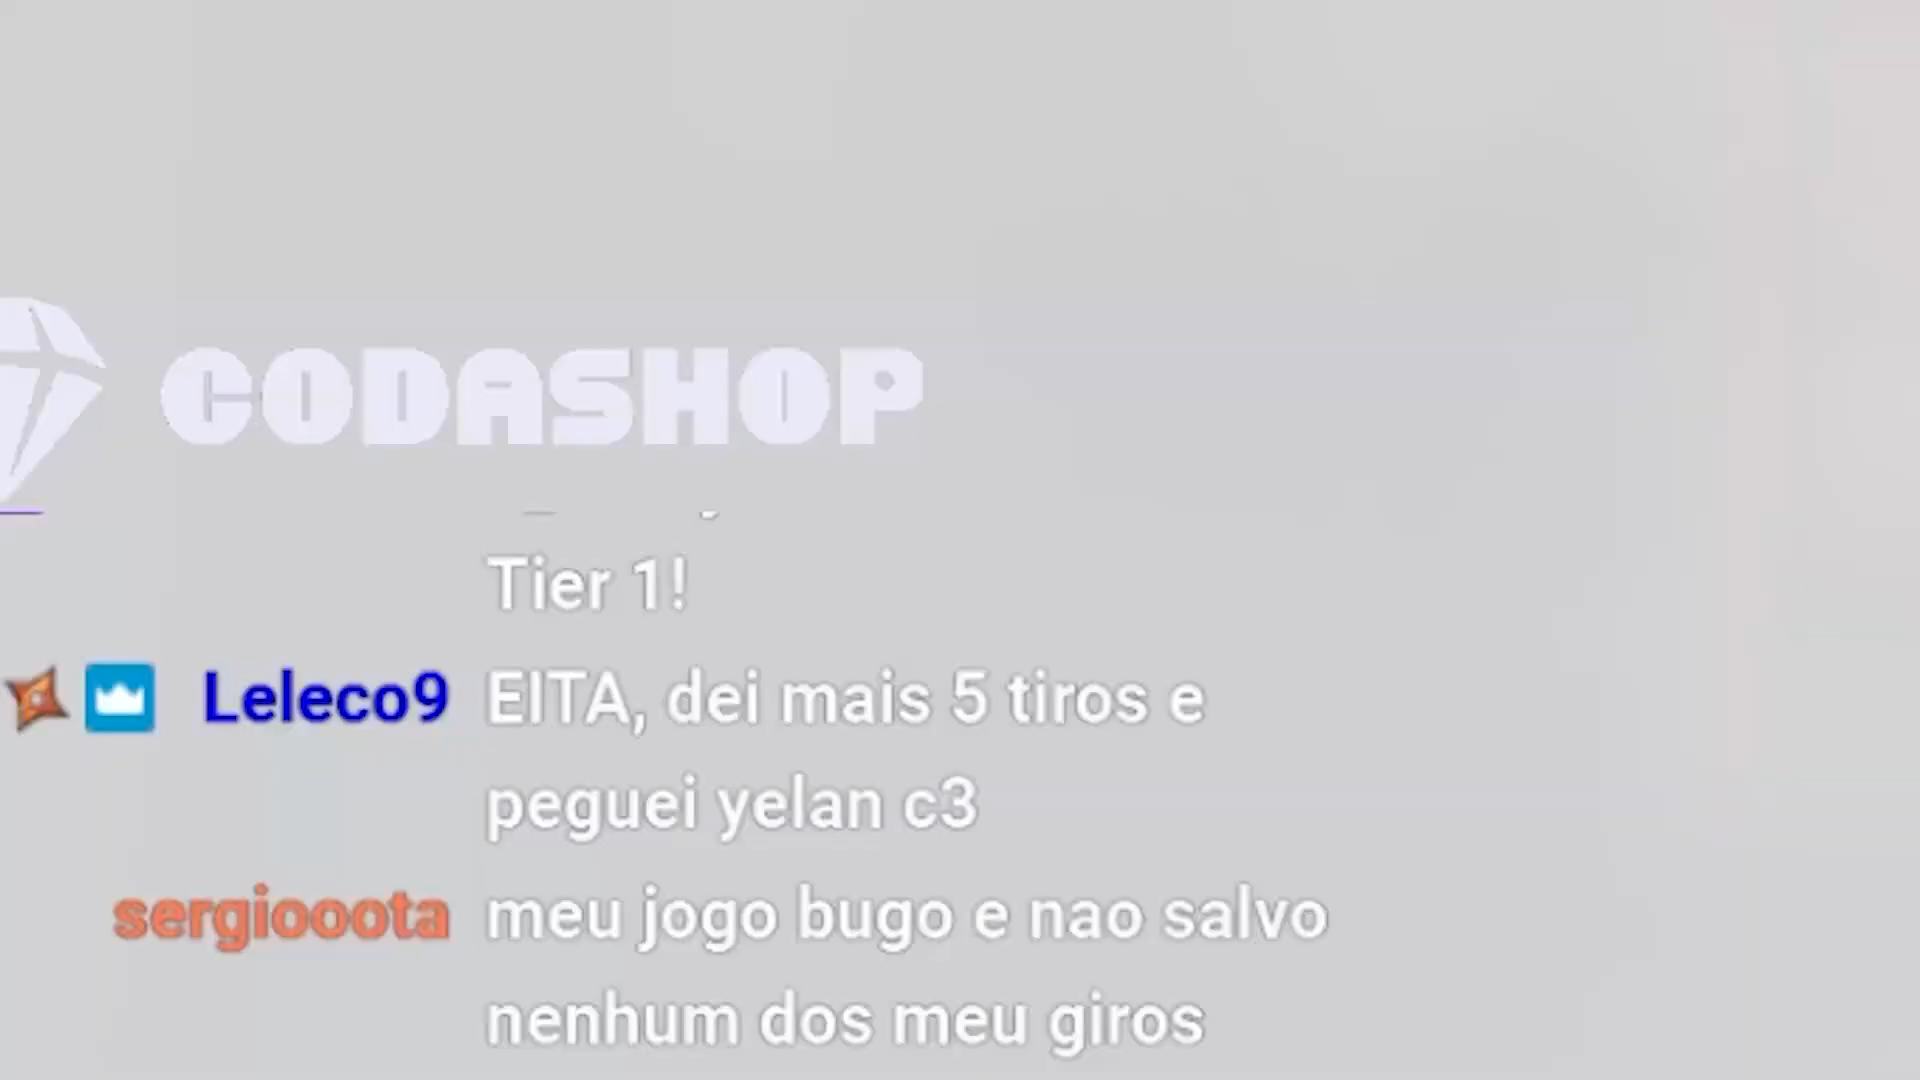 CODASHOP
Tier 1!
Leleco9 EITA, dei mais 5 tiros e
peguei yelan c3
sergiooota meu jogo bugo e nao salvo
nenhum dos meu giros